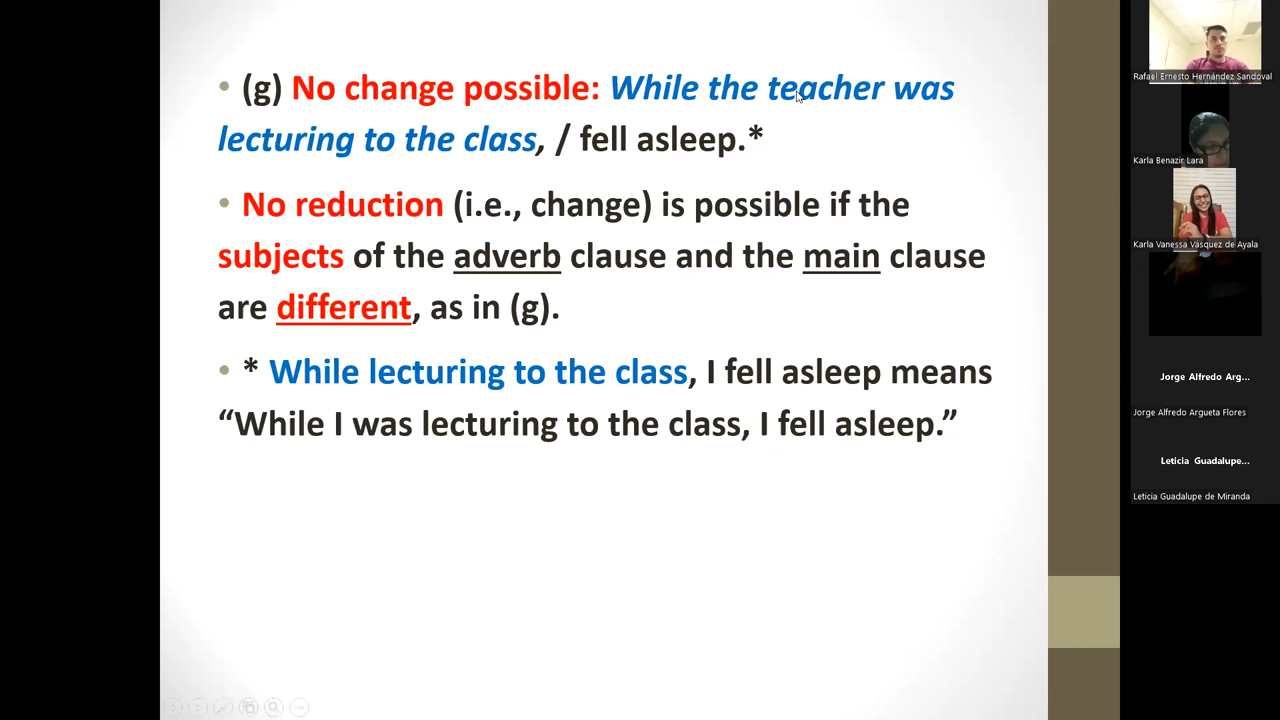 • (g) No change possible: While the teacher was
lecturing to the class, / fell asleep.*
• No reduction (i.e., change) is possible if the
subjects of the adverb clause and the main clause
are different, as in (g).
• * While lecturing to the class, I fell asleep means
“While I was lecturing to the class, I fell asleep.”
Rafael Ernesto Hernández Sandoval
Karla Benazir Lara
Karla Vanessa Vásquez de Ayala
Jorge Alfredo Arg...
Jorge Alfredo Argueta Flores
Leticia Guadalupe...
Leticia Guadalupe de Miranda